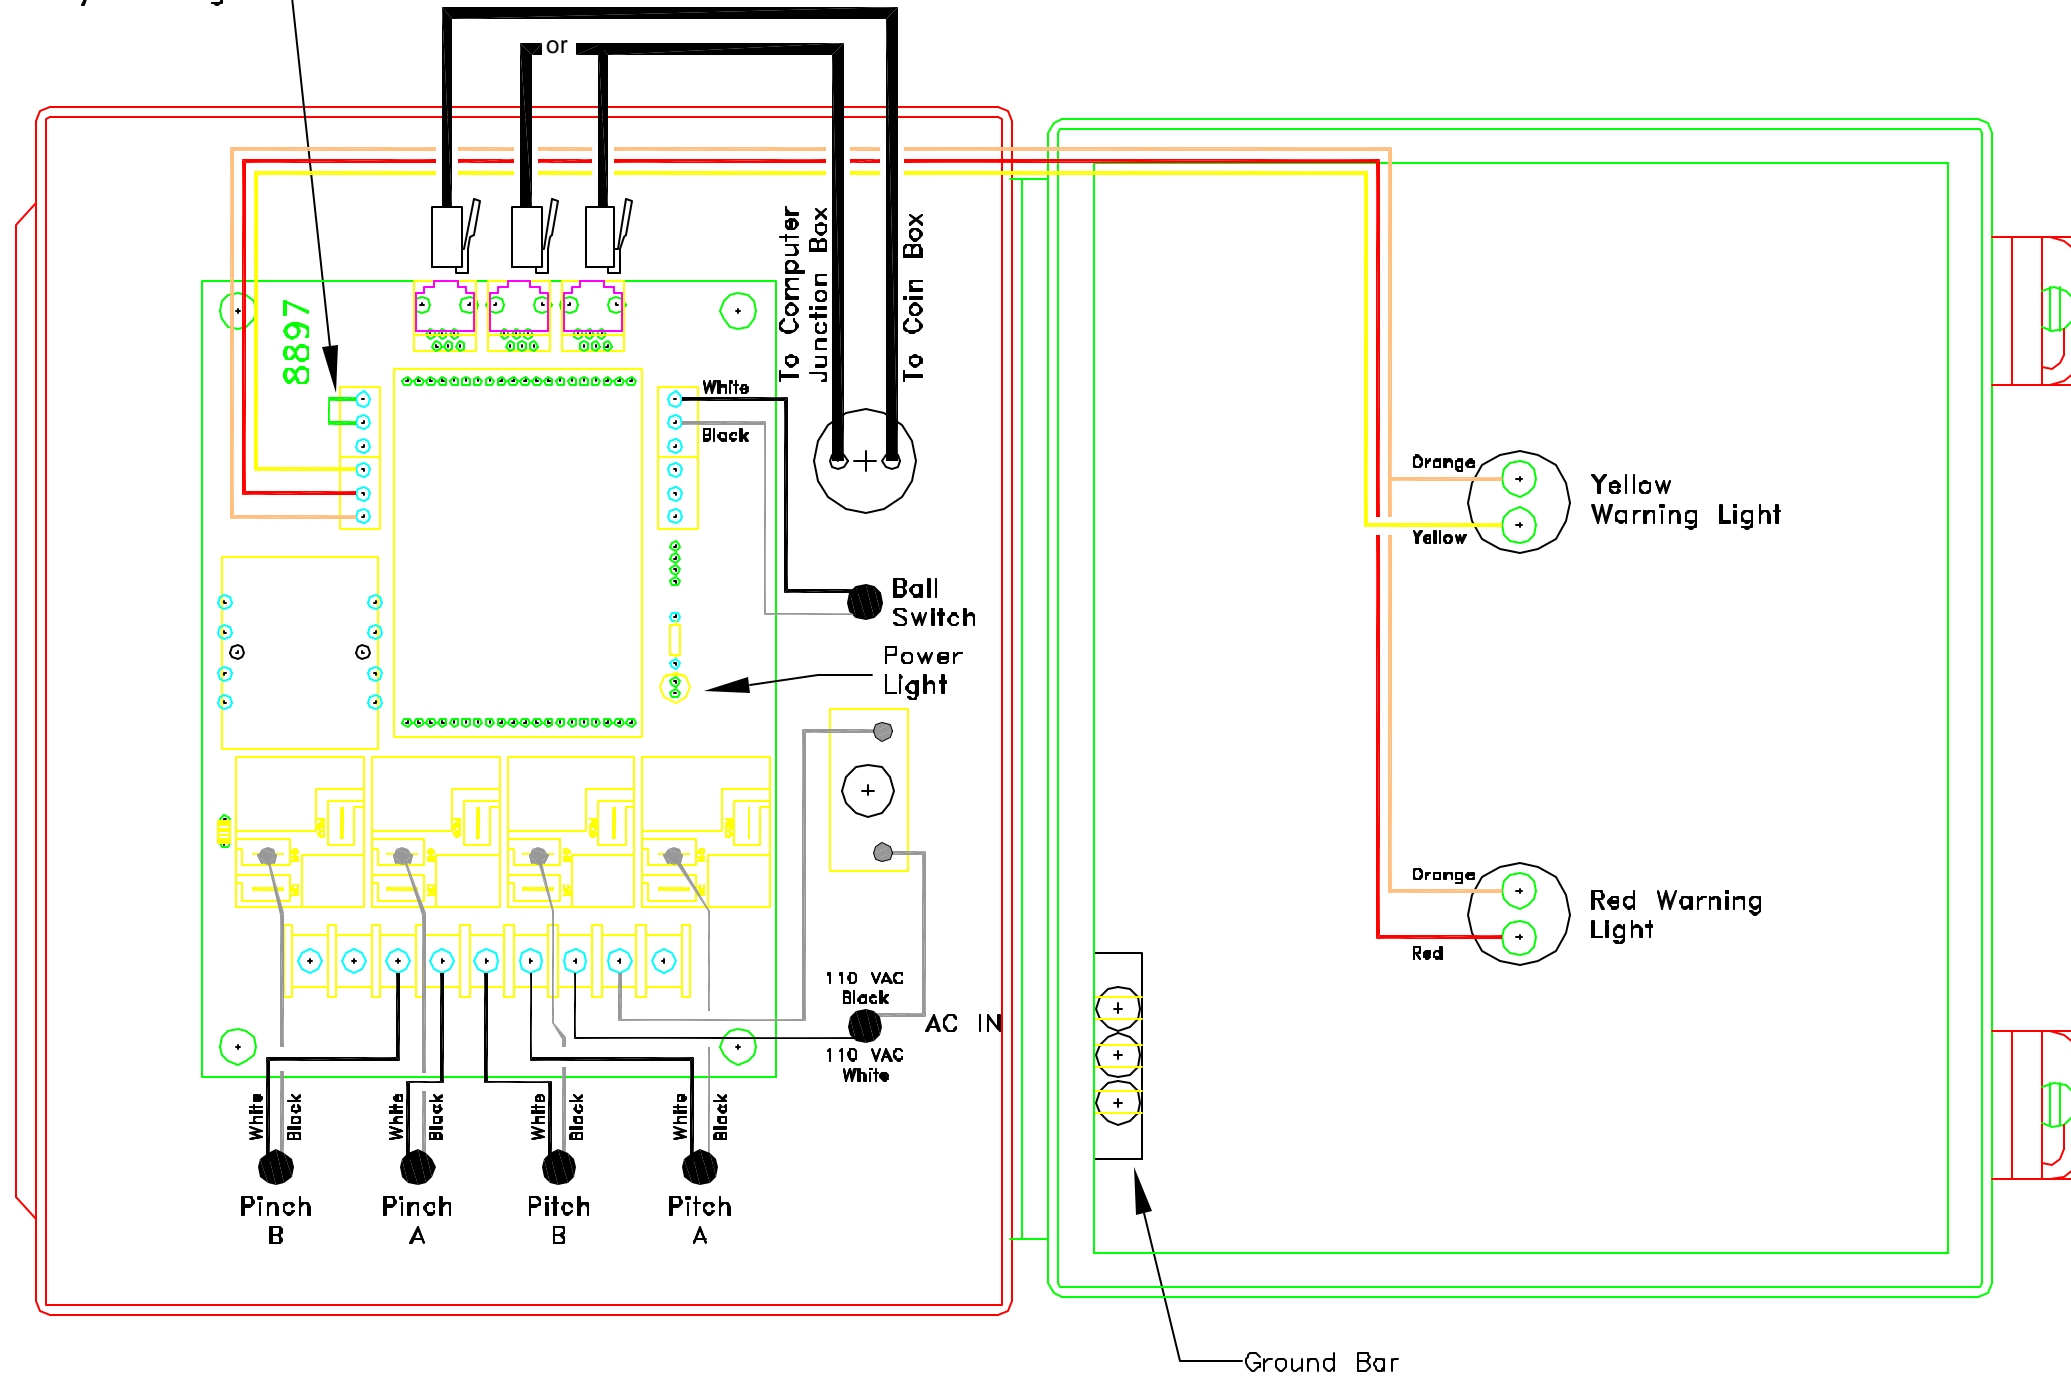 or
To Computer
Junction Box
To Coin Box
8897
White
Black
Orange
Yellow
Warning Light
Yellow
Ball
Switch
Power
Light
Orange
Red Warning
Light
Red
110 VAC
Black
AC IN
110 VAC
White
White
Black
White
Black
White
Black
White
Black
Pinch
B
Pinch
A
Pitch
B
Pitch
A
Ground Bar